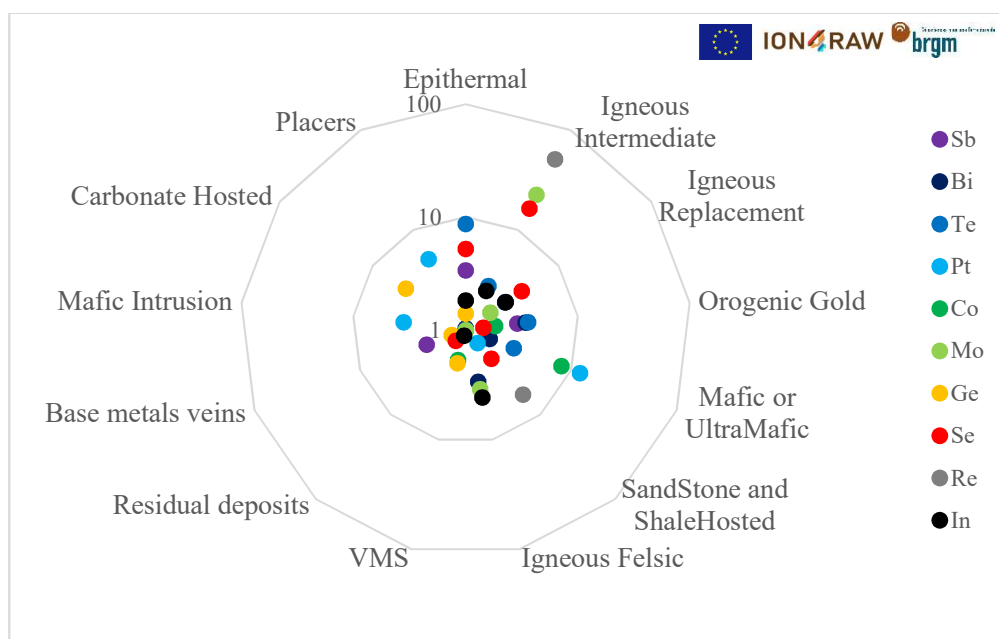 ION4RAW
brgm
Epithermal
100
Placers
Igneous
Intermediate
Carbonate Hosted
Igneous
Replacement
10
Mafic Intrusion
Orogenic Gold
1
Base metals veins
Mafic or
UltraMafic
Residual deposits
SandStone and
ShaleHosted
VMS
Igneous Felsic
Sb
Bi
Te
Pt
Co
Mo
Ge
Se
Re
In